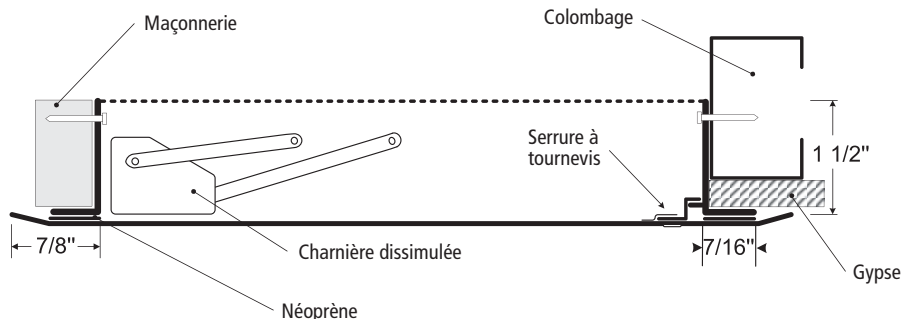 Maçonnerie
Colombage
Serrure à
tournevis
1 1/2"
7/8"
Charnière dissimulée
7/16"
Gypse
Néoprène